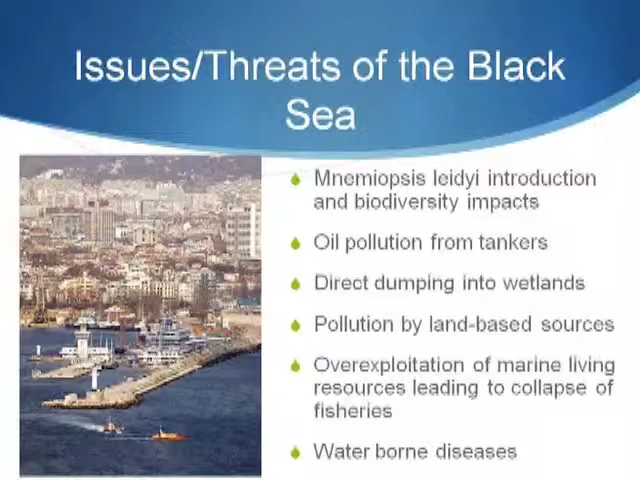 Issues/Threats of the Black
Sea
Mnemiopsis leidyi introduction
and biodiversity impacts
Oil pollution from tankers
Direct dumping into wetlands
Pollution by land-based sources
Overexploitation of marine living
resources leading to collapse of
fisheries
Water borne diseases